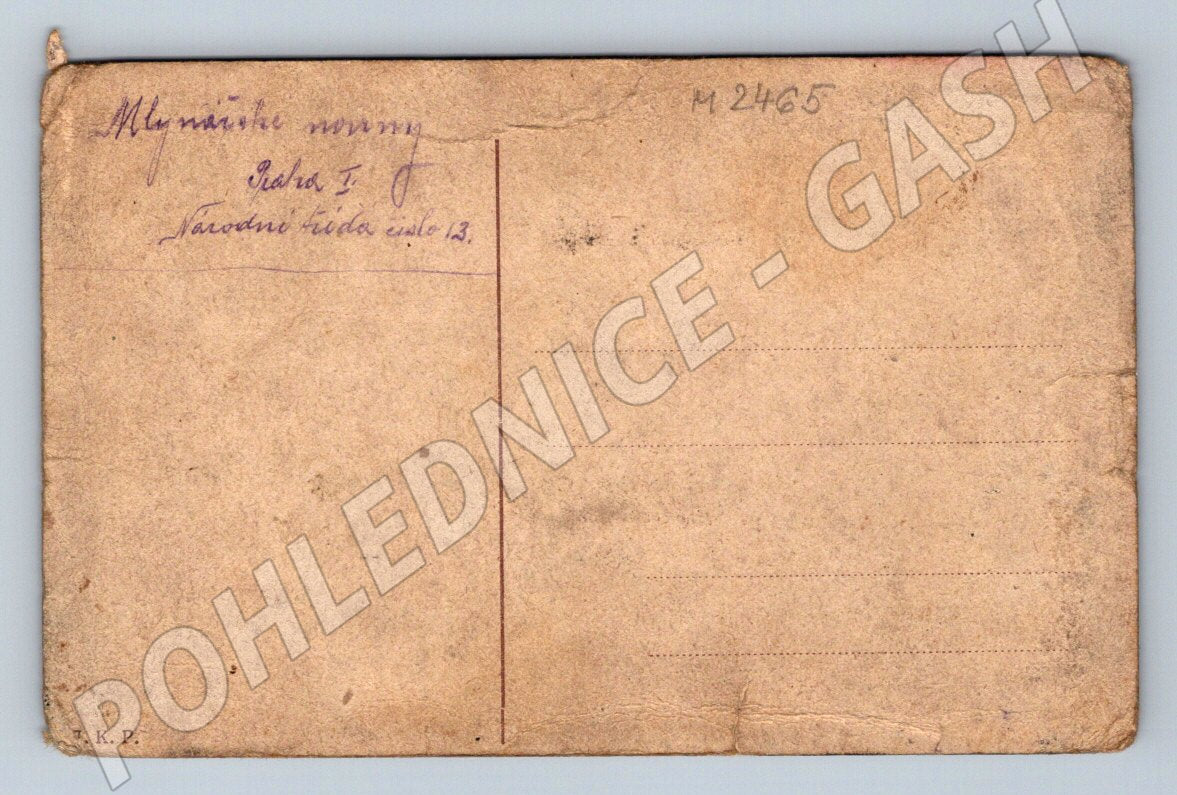 M 2465
Mlynářské noviny
Praha I.
Národní třída číslo 13.
K. P.
POHLEDNICE - GASH